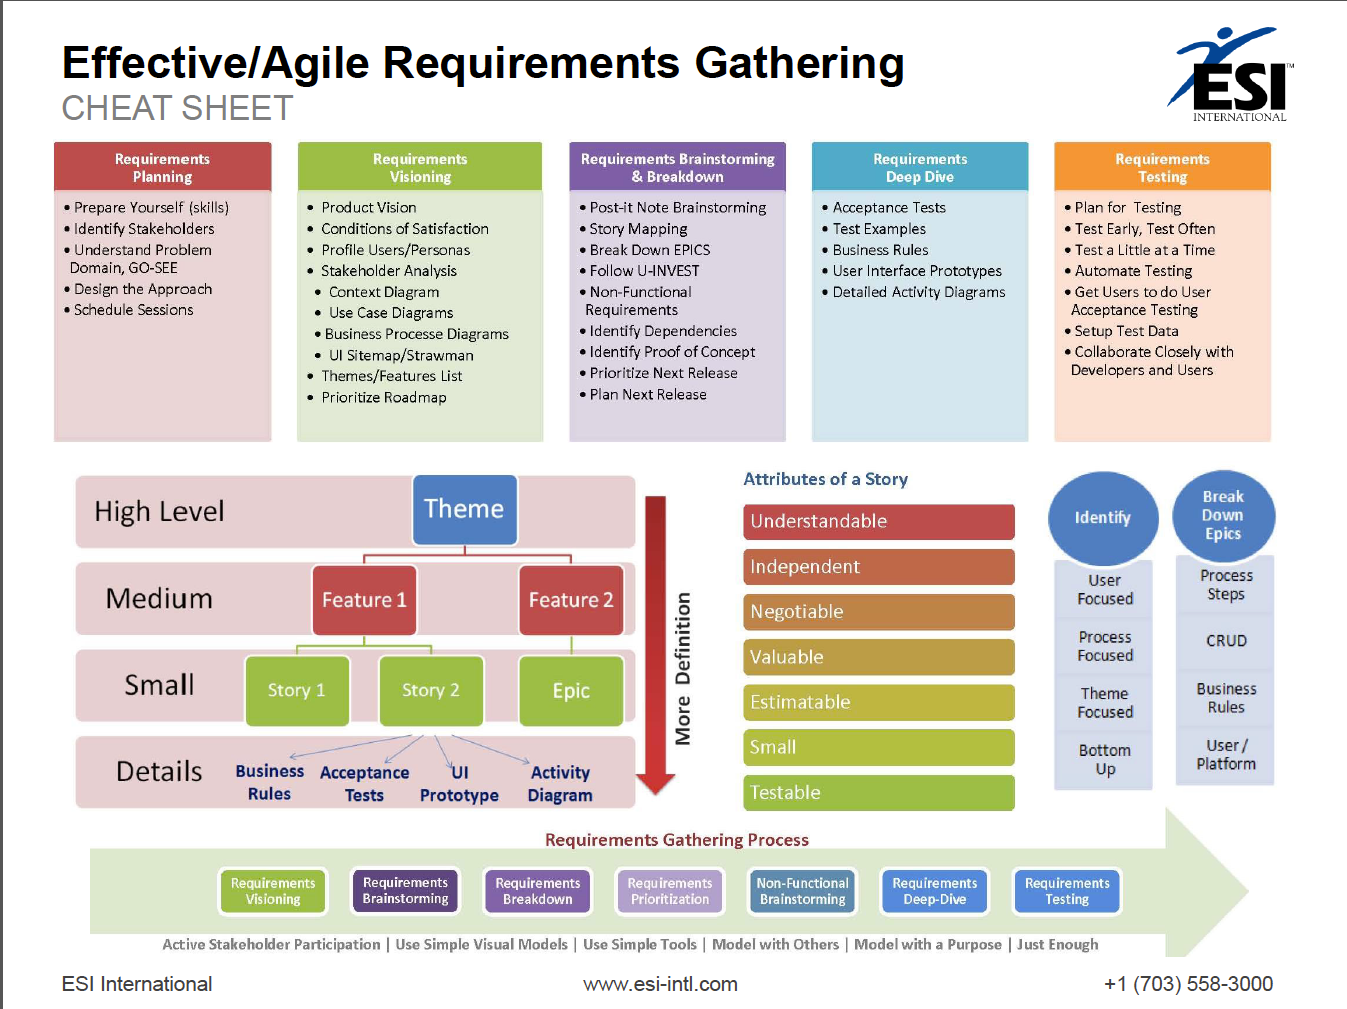 Effective/Agile Requirements Gathering
CHEAT SHEET
ESI™
INTERNATIONAL
Requirements
Planning
• Prepare Yourself (skills)
• Identify Stakeholders
• Understand Problem
Domain, GO-SEE
• Design the Approach
• Schedule Sessions
Requirements
Visioning
• Product Vision
• Conditions of Satisfaction
• Profile Users/Personas
• Stakeholder Analysis
• Context Diagram
• Use Case Diagrams
• Business Processe Diagrams
• UI Sitemap/Strawman
• Themes/Features List
• Prioritize Roadmap
Requirements Brainstorming
& Breakdown
• Post-it Note Brainstorming
• Story Mapping
• Break Down EPICS
• Follow U-INVEST
• Non-Functional
Requirements
• Identify Dependencies
• Identify Proof of Concept
• Prioritize Next Release
• Plan Next Release
Requirements
Deep Dive
• Acceptance Tests
• Test Examples
• Business Rules
• User Interface Prototypes
• Detailed Activity Diagrams
Requirements
Testing
• Plan for Testing
• Test Early, Test Often
• Test a Little at a Time
• Automate Testing
• Get Users to do User
Acceptance Testing
• Setup Test Data
• Collaborate Closely with
Developers and Users
High Level
Theme
Medium
Feature 1
Feature 2
Small
Story 1
Story 2
Epic
Details
Business
Rules
Acceptance
Tests
UI
Prototype
Activity
Diagram
More Definition
Attributes of a Story
Understandable
Independent
Negotiable
Valuable
Estimatable
Small
Testable
Identify
User
Focused
Process
Focused
Theme
Focused
Bottom
Up
Break
Down
Epics
Process
Steps
CRUD
Business
Rules
User /
Platform
Requirements Gathering Process
Requirements
Visioning
Requirements
Brainstorming
Requirements
Breakdown
Requirements
Prioritization
Non-Functional
Brainstorming
Requirements
Deep-Dive
Requirements
Testing
Active Stakeholder Participation | Use Simple Visual Models | Use Simple Tools | Model with Others | Model with a Purpose | Just Enough
ESI International
www.esi-intl.com
+1 (703) 558-3000